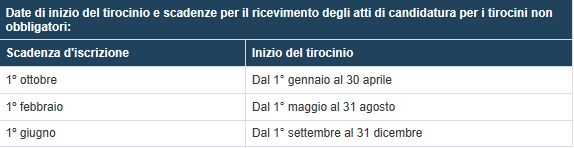 Date di inizio del tirocinio e scadenze per il ricevimento degli atti di candidatura per i tirocini non
obbligatori:
Scadenza d'iscrizione Inizio del tirocinio
1° ottobre Dal 1° gennaio al 30 aprile
1° febbraio Dal 1° maggio al 31 agosto
1° giugno Dal 1° settembre al 31 dicembre